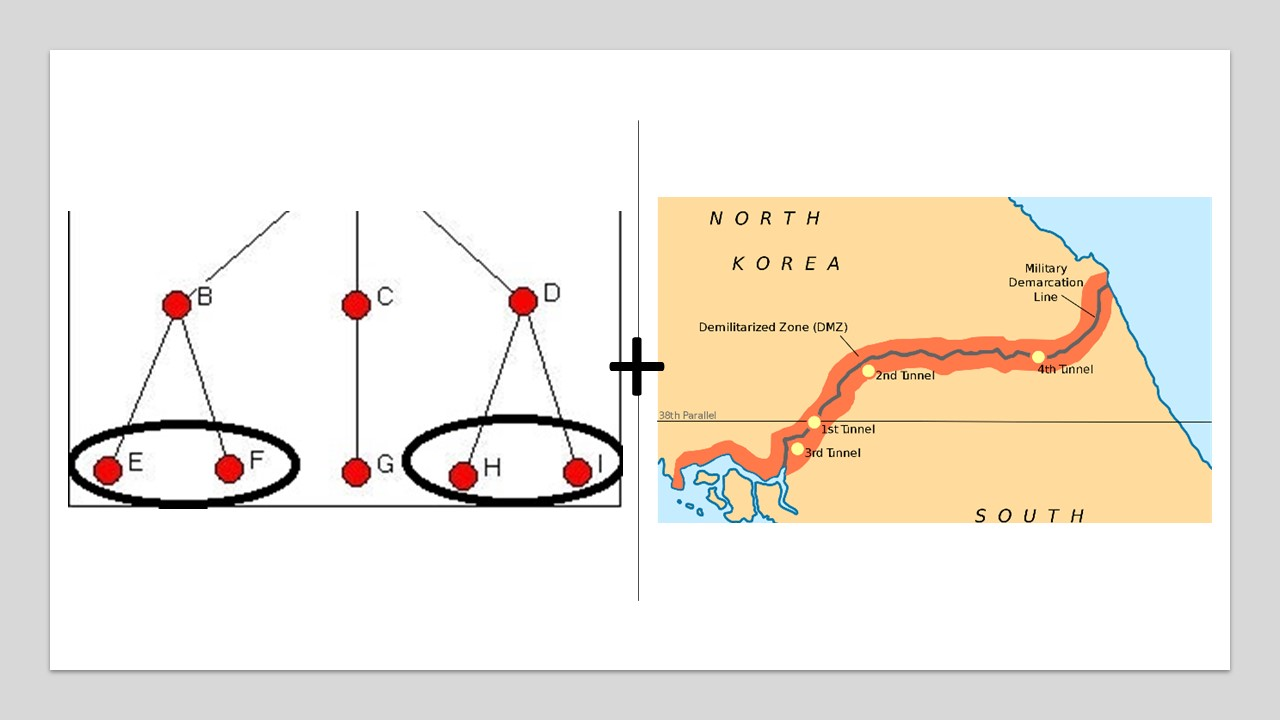 B
C
D
E
F
G
H
I
NORTH
KOREA
Military
Demarcation
Line
Demilitarized Zone (DMZ)
2nd Tunnel
4th Tunnel
38th Parallel
1st Tunnel
3rd Tunnel
SOUTH